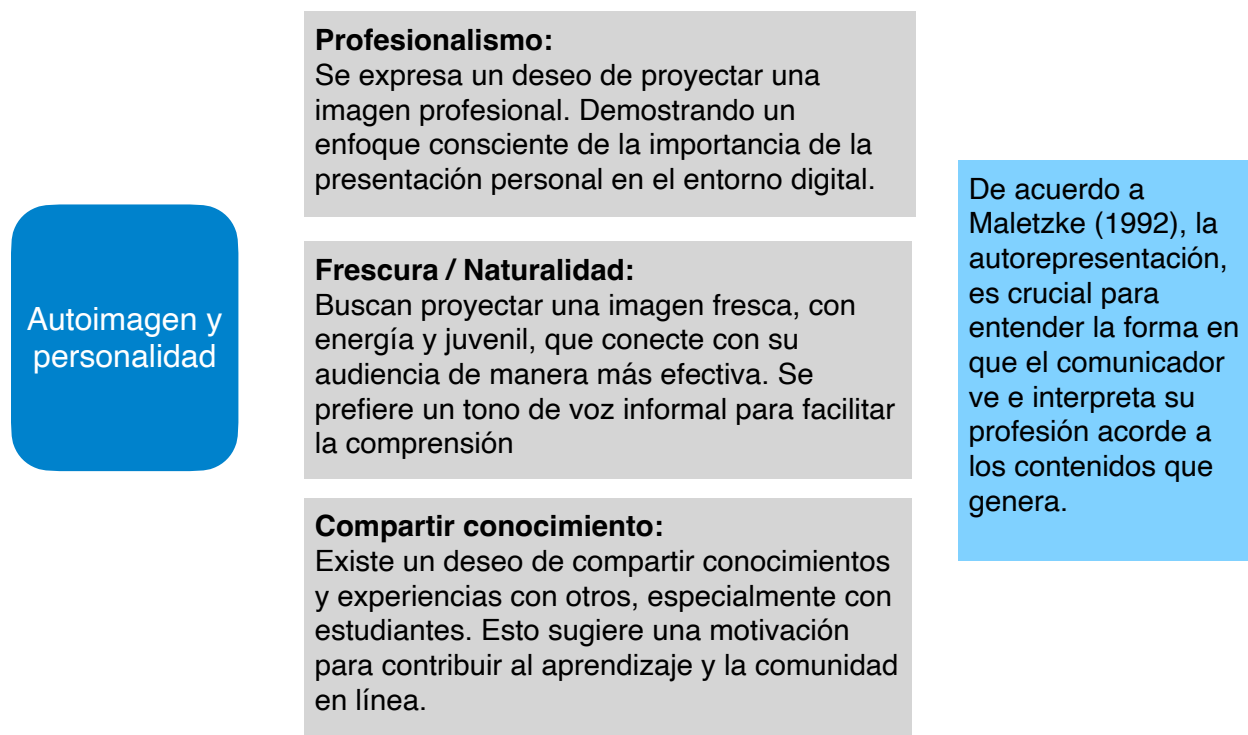 Autoimagen y
personalidad
Profesionalismo:
Se expresa un deseo de proyectar una
imagen profesional. Demostrando un
enfoque consciente de la importancia de la
presentación personal en el entorno digital.
Frescura / Naturalidad:
Buscan proyectar una imagen fresca, con
energía y juvenil, que conecte con su
audiencia de manera más efectiva. Se
prefiere un tono de voz informal para facilitar
la comprensión
Compartir conocimiento:
Existe un deseo de compartir conocimientos
y experiencias con otros, especialmente con
estudiantes. Esto sugiere una motivación
para contribuir al aprendizaje y la comunidad
en línea.
De acuerdo a
Maletzke (1992), la
autorepresentación,
es crucial para
entender la forma en
que el comunicador
ve e interpreta su
profesión acorde a
los contenidos que
genera.